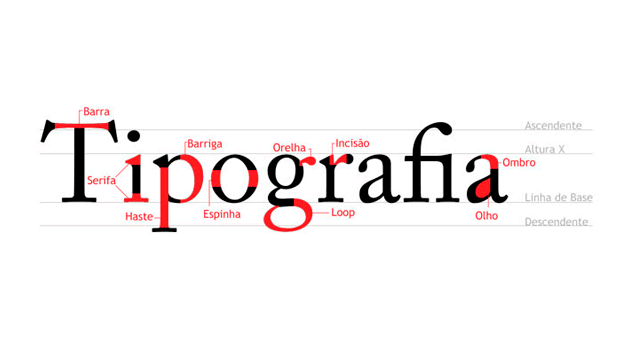 Barra
Tipografia
Ascendente
Altura X
Barriga
Orelha
Incisão
Ombro
Serifa
Haste
Espinha
Loop
Olho
Linha de Base
Descendente